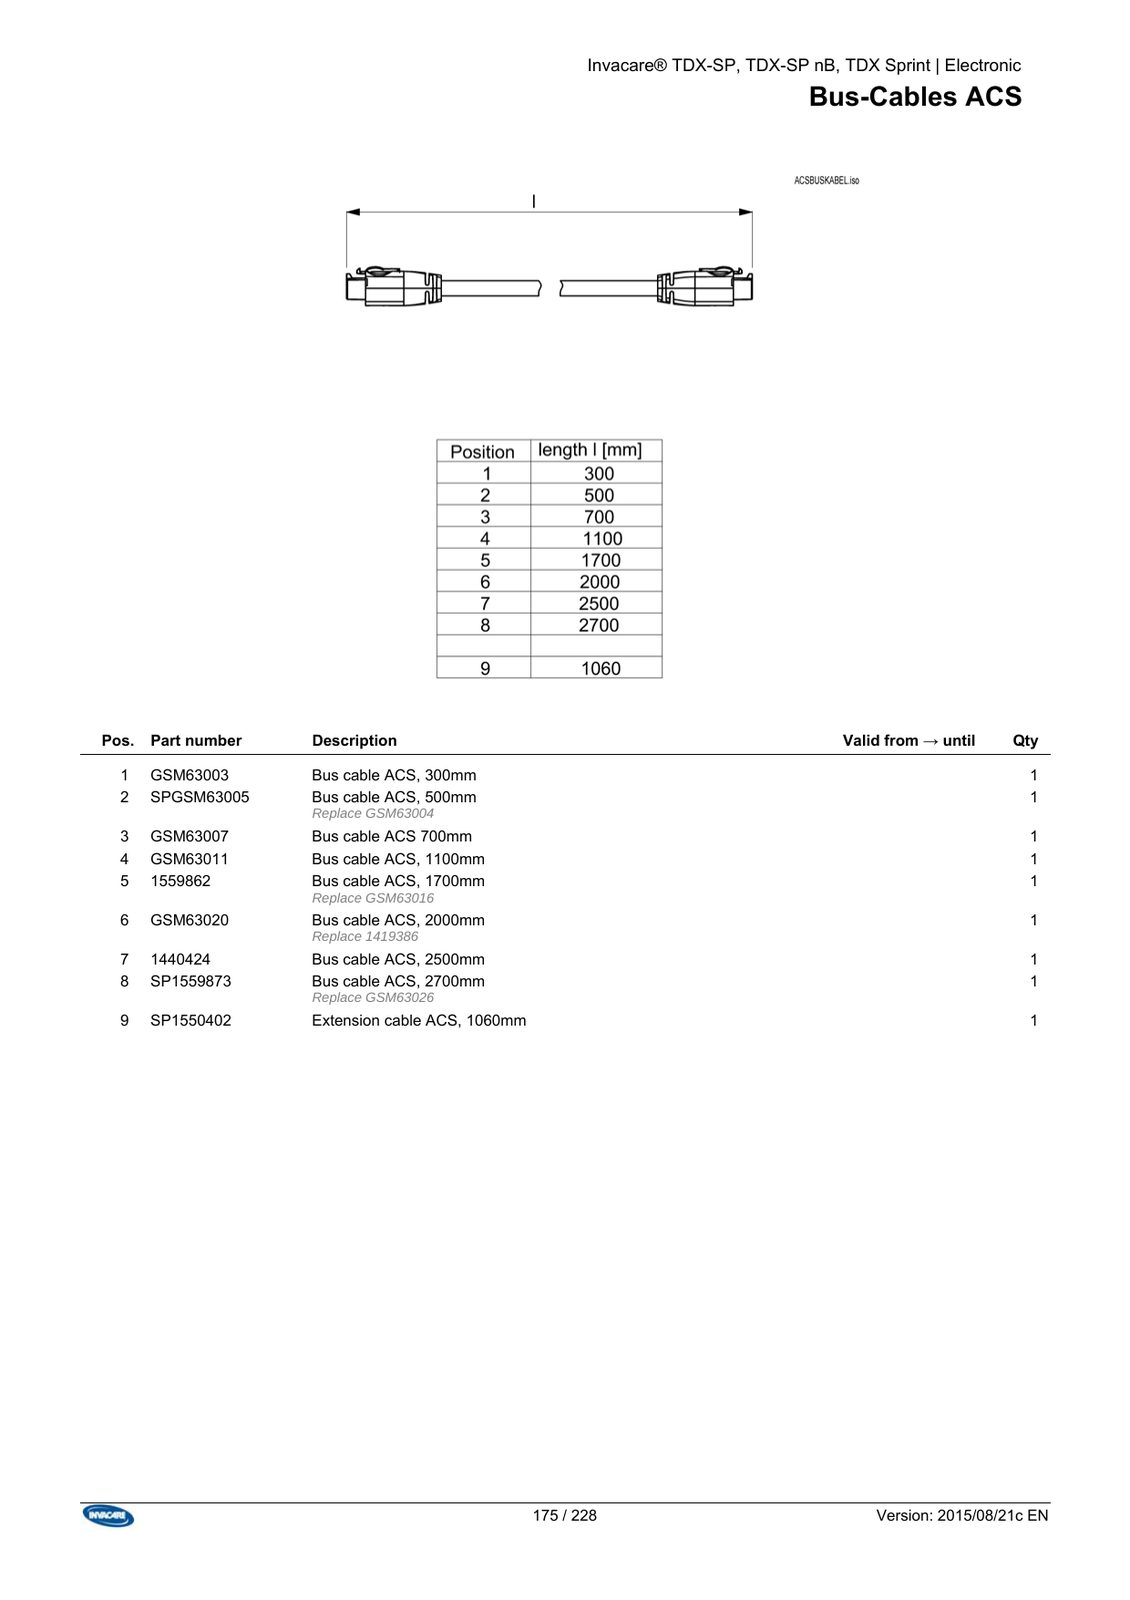 Invacare® TDX-SP, TDX-SP nB, TDX Sprint | Electronic
Bus-Cables ACS
ACSBUSKABEL.iso
l
Position length l [mm]
1 300
2 500
3 700
4 1100
5 1700
6 2000
7 2500
8 2700
9 1060
Pos. Part number Description Valid from → until Qty
1 GSM63003 Bus cable ACS, 300mm 1
2 SPGSM63005 Bus cable ACS, 500mm 1
Replace GSM63004
3 GSM63007 Bus cable ACS 700mm 1
4 GSM63011 Bus cable ACS, 1100mm 1
5 1559862 Bus cable ACS, 1700mm 1
Replace GSM63016
6 GSM63020 Bus cable ACS, 2000mm 1
Replace 1419386
7 1440424 Bus cable ACS, 2500mm 1
8 SP1559873 Bus cable ACS, 2700mm 1
Replace GSM63026
9 SP1550402 Extension cable ACS, 1060mm 1
INVACARE 175 / 228 Version: 2015/08/21c EN